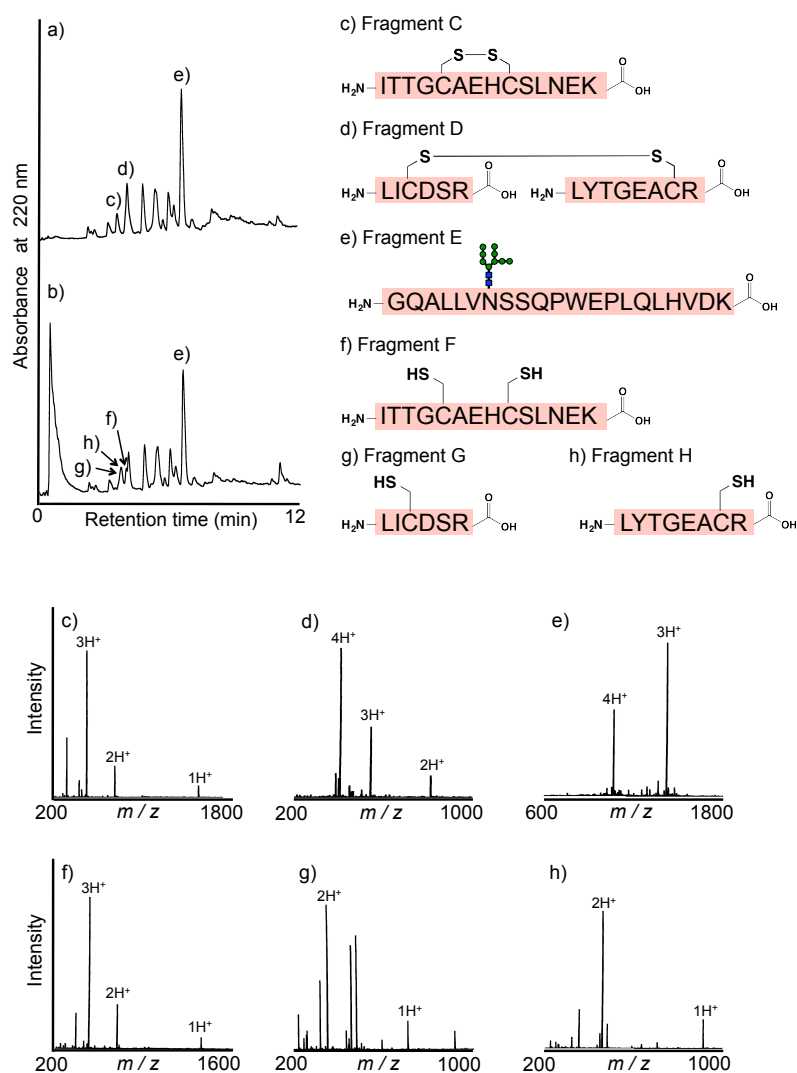 a)
e)
d)
c)
b)
e)
f)
h)
g)
Absorbance at 220 nm
0
Retention time (min)
12
c) Fragment C
S S
H₂N ITTGCAEHCSLNEK O OH
d) Fragment D
S S
H₂N LICDSR O OH H₂N LYTGEACR O OH
e) Fragment E
H₂N GQALLVNSSQPWEPLQLHVDK O OH
f) Fragment F
HS SH
H₂N ITTGCAEHCSLNEK O OH
g) Fragment G h) Fragment H
HS SH
H₂N LICDSR O OH H₂N LYTGEACR O OH
c)
3H⁺
2H⁺
1H⁺
Intensity
200 m / z 1800
d)
4H⁺
3H⁺
2H⁺
200 m / z 1000
e)
3H⁺
4H⁺
600 m / z 1800
f)
3H⁺
2H⁺
1H⁺
Intensity
200 m / z 1600
g)
2H⁺
1H⁺
200 m / z 1000
h)
2H⁺
1H⁺
200 m / z 1000